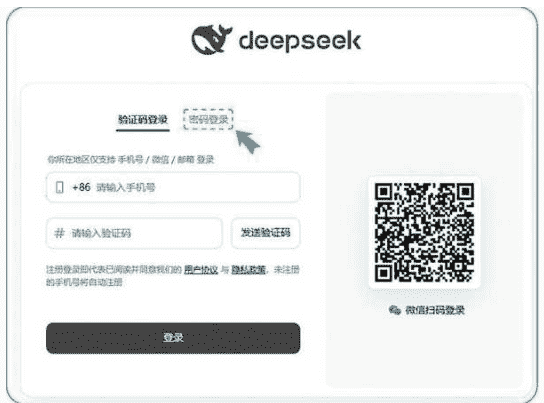 deepseek
验证码登录 密码登录
你所在地区仅支持 手机号 / 微信 / 邮箱 登录
+86 请输入手机号
# 请输入验证码 发送验证码
注册登录即代表已阅读并同意我们的 用户协议 与 隐私政策，未注册
的手机号将自动注册
登录
微信扫码登录